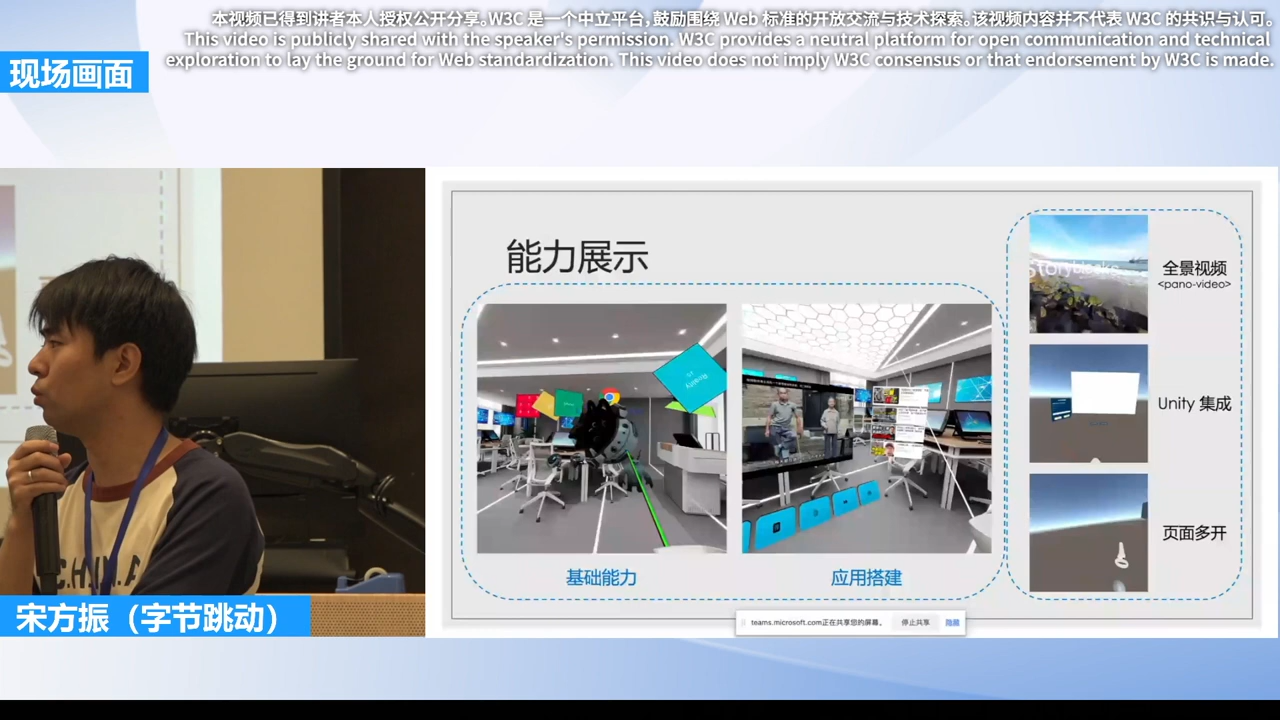 本视频已得到讲者本人授权公开分享。W3C 是一个中立平台，鼓励围绕 Web 标准的开放交流与技术探索。该视频内容并不代表 W3C 的共识与认可。
This video is publicly shared with the speaker's permission. W3C provides a neutral platform for open communication and technical
exploration to lay the ground for Web standardization. This video does not imply W3C consensus or that endorsement by W3C is made.
现场画面
能力展示
Storyblocks
全景视频
<pano-video>
Unity 集成
页面多开
基础能力
应用搭建
C.H.I.N.A
宋方振（字节跳动）
teams.microsoft.com正在共享您的屏幕。
停止共享
隐藏